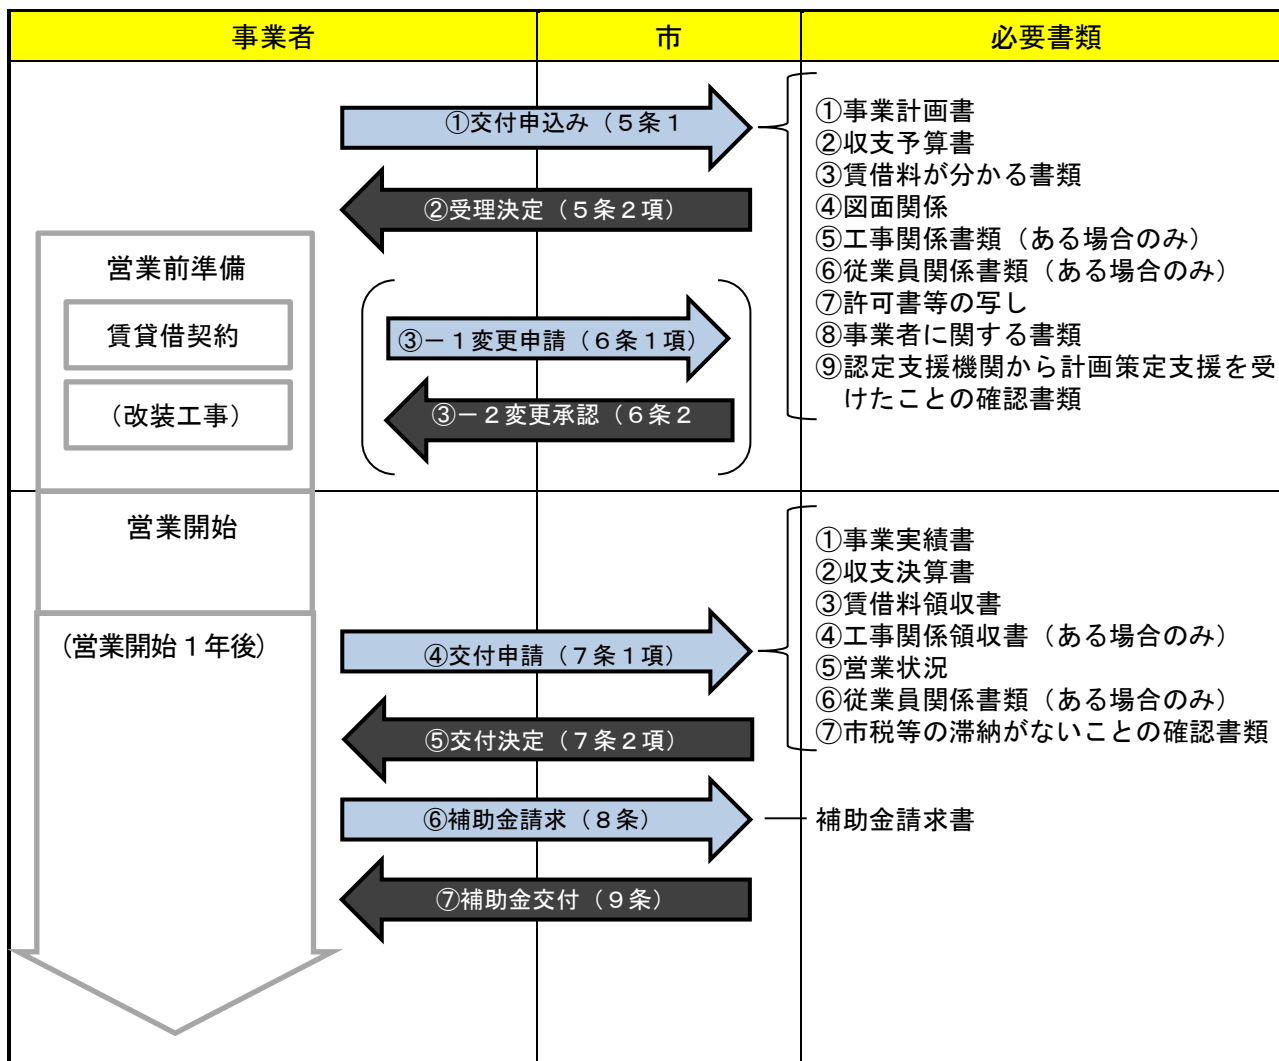 事業者
市
必要書類
①交付申込み（５条１
②受理決定（５条２項）
営業前準備
賃貸借契約
（改装工事）
③－１変更申請（６条１項）
③－２変更承認（６条２
①事業計画書
②収支予算書
③賃借料が分かる書類
④図面関係
⑤工事関係書類（ある場合のみ）
⑥従業員関係書類（ある場合のみ）
⑦許可書等の写し
⑧事業者に関する書類
⑨認定支援機関から計画策定支援を受
けたことの確認書類
営業開始
(営業開始１年後)
④交付申請（７条１項）
⑤交付決定（７条２項）
⑥補助金請求（８条）
⑦補助金交付（９条）
①事業実績書
②収支決算書
③賃借料領収書
④工事関係領収書（ある場合のみ）
⑤営業状況
⑥従業員関係書類（ある場合のみ）
⑦市税等の滞納がないことの確認書類
補助金請求書